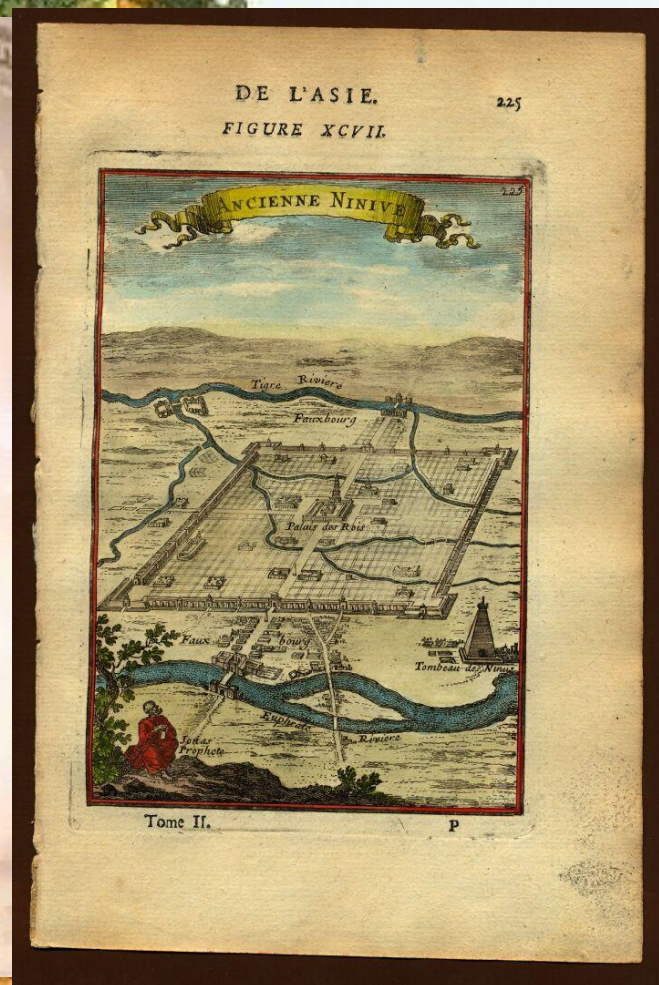 DE L'ASIE.
225
FIGURE XCVII.
225
ANCIENNE NINIVE
Tigre Riviere
Fauxbourg
Palais des Rois
Faux bourg
Tombeau de Ninus
Euphrate Riviere
Jonas
Prophete
Tome II.
P